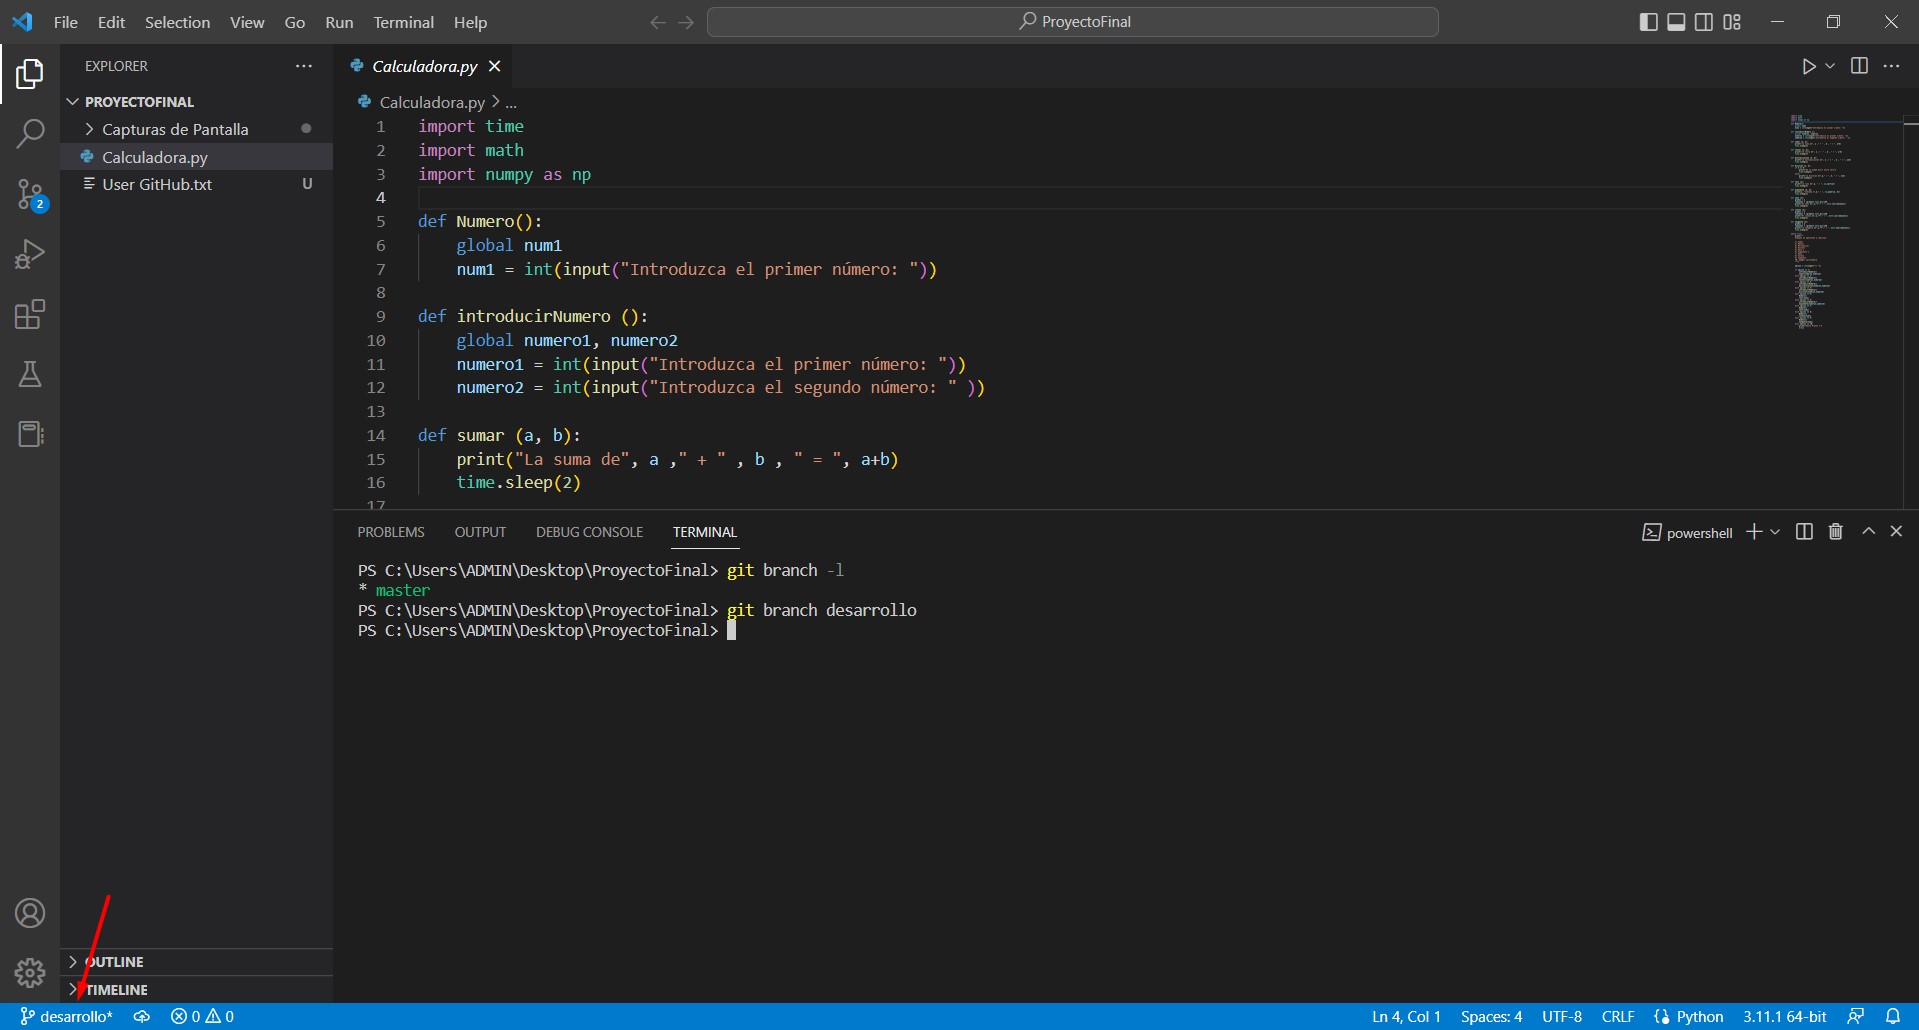 File Edit Selection View Go Run Terminal Help
ProyectoFinal
EXPLORER
PROYECTOFINAL
Capturas de Pantalla
Calculadora.py
User GitHub.txt U
2
Calculadora.py
Calculadora.py > ...
1 import time
2 import math
3 import numpy as np
4
5 def Numero():
6 global num1
7 num1 = int(input("Introduzca el primer número: "))
8
9 def introducirNumero ():
10 global numero1, numero2
11 numero1 = int(input("Introduzca el primer número: "))
12 numero2 = int(input("Introduzca el segundo número: " ))
13
14 def sumar (a, b):
15 print("La suma de", a ," + " , b , " = ", a+b)
16 time.sleep(2)
17
PROBLEMS OUTPUT DEBUG CONSOLE TERMINAL
powershell
PS C:\Users\ADMIN\Desktop\ProyectoFinal> git branch -l
* master
PS C:\Users\ADMIN\Desktop\ProyectoFinal> git branch desarrollo
PS C:\Users\ADMIN\Desktop\ProyectoFinal>
OUTLINE
TIMELINE
desarrollo* 0 0 Ln 4, Col 1 Spaces: 4 UTF-8 CRLF Python 3.11.1 64-bit